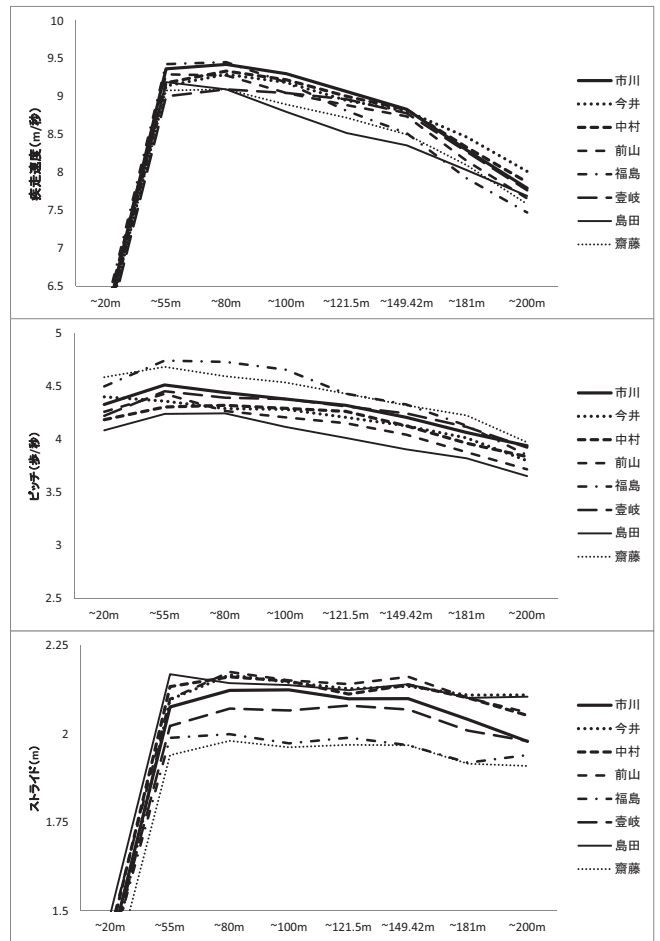 10
9.5
9
8.5
8
7.5
7
6.5
疾走速度(m/秒)
~20m ~55m ~80m ~100m ~121.5m ~149.42m ~181m ~200m
市川
今井
中村
前山
福島
壹岐
島田
齋藤
5
4.5
4
3.5
3
2.5
ピッチ(歩/秒)
~20m ~55m ~80m ~100m ~121.5m ~149.42m ~181m ~200m
市川
今井
中村
前山
福島
壹岐
島田
齋藤
2.25
2
1.75
1.5
ストライド(m)
~20m ~55m ~80m ~100m ~121.5m ~149.42m ~181m ~200m
市川
今井
中村
前山
福島
壹岐
島田
齋藤